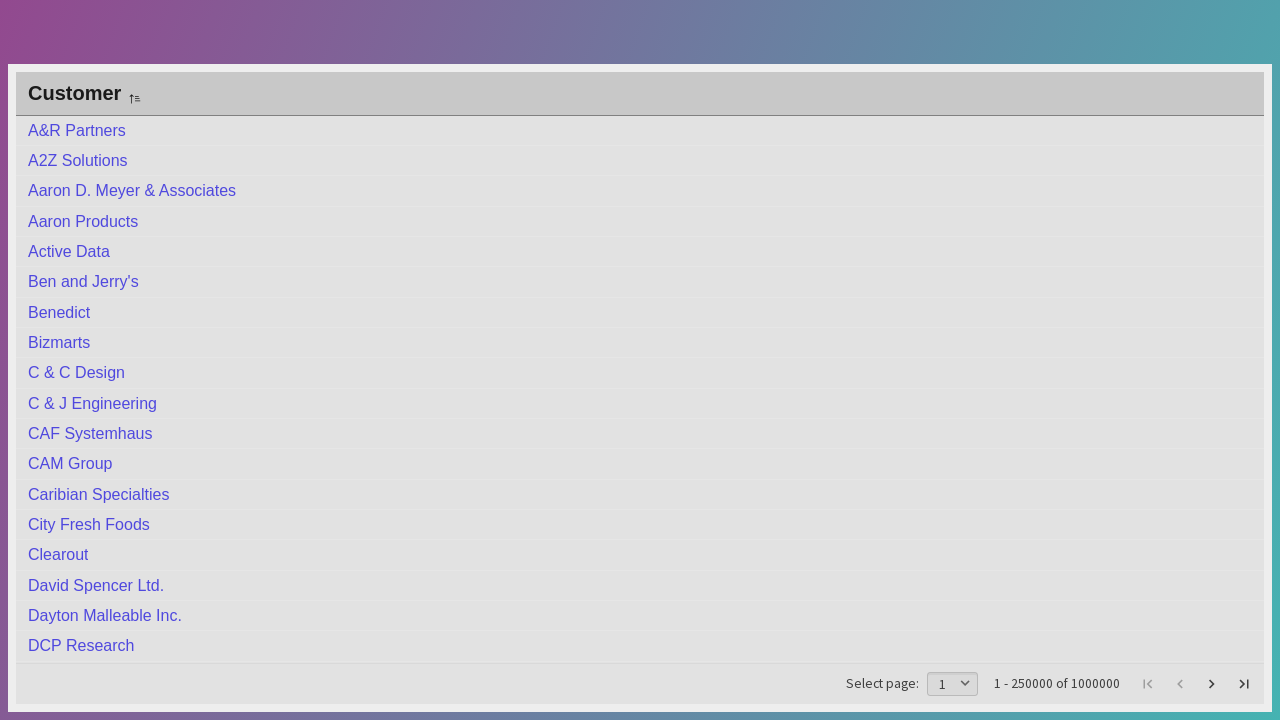 Customer
A&R Partners
A2Z Solutions
Aaron D. Meyer & Associates
Aaron Products
Active Data
Ben and Jerry's
Benedict
Bizmarts
C & C Design
C & J Engineering
CAF Systemhaus
CAM Group
Caribian Specialties
City Fresh Foods
Clearout
David Spencer Ltd.
Dayton Malleable Inc.
DCP Research
Select page: 1 1 - 250000 of 1000000